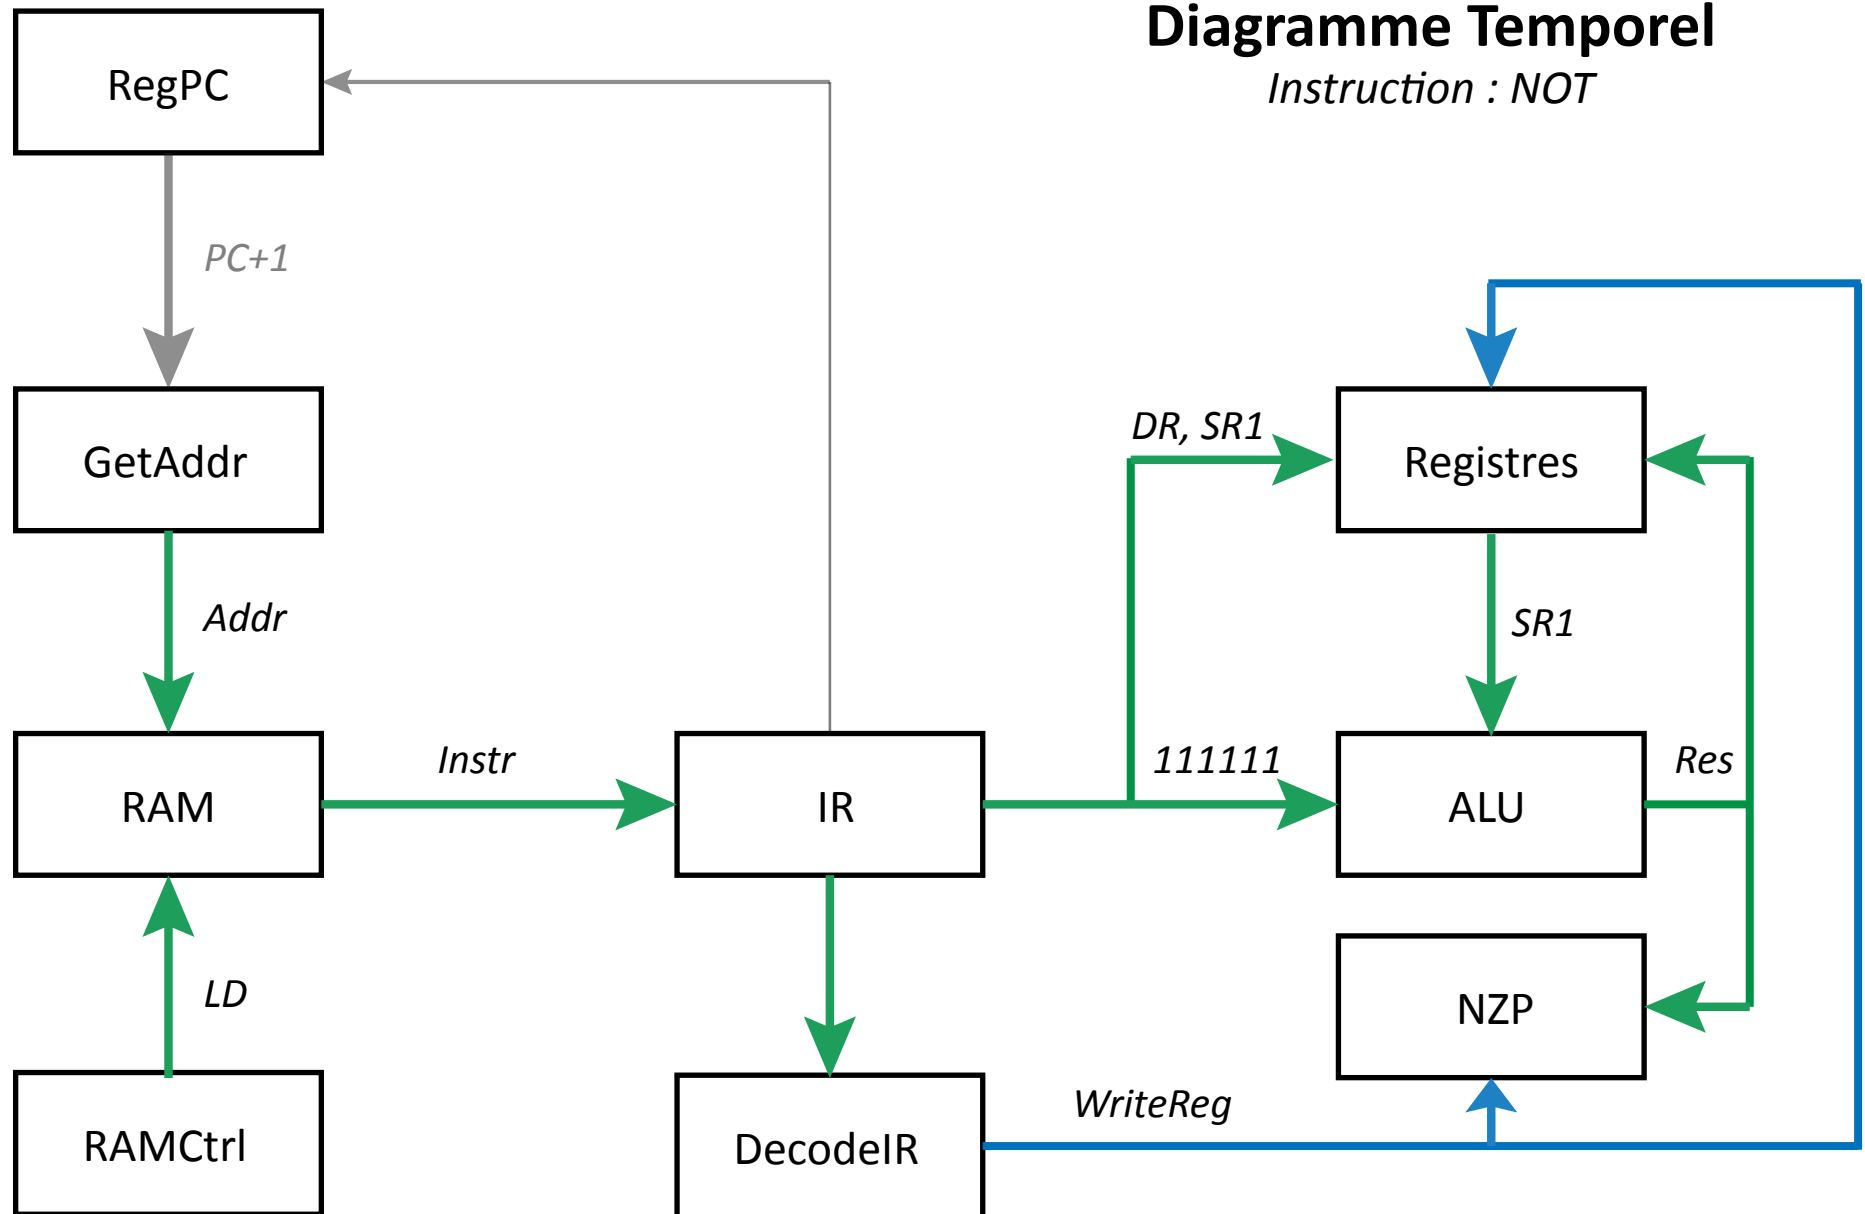 Diagramme Temporel
Instruction : NOT
RegPC
PC+1
GetAddr
DR, SR1
Registres
Addr
SR1
Instr
111111
Res
RAM
IR
ALU
LD
NZP
WriteReg
RAMCtrl
DecodeIR